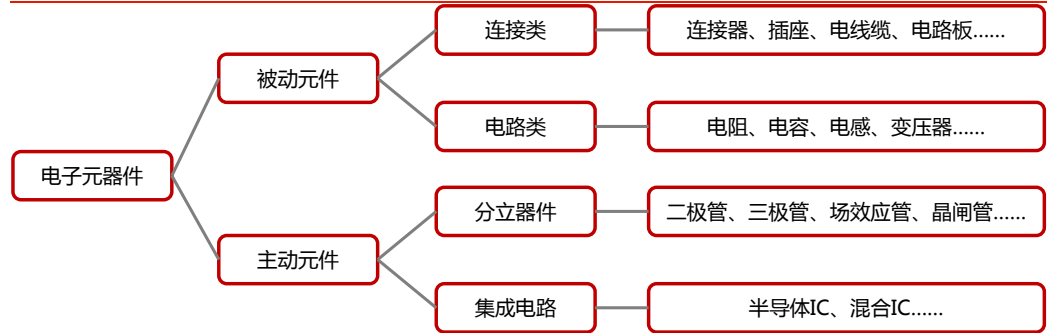 连接类
连接器、插座、电线缆、电路板......
被动元件
电路类
电阻、电容、电感、变压器......
电子元器件
分立器件
二极管、三极管、场效应管、晶闸管......
主动元件
集成电路
半导体IC、混合IC......